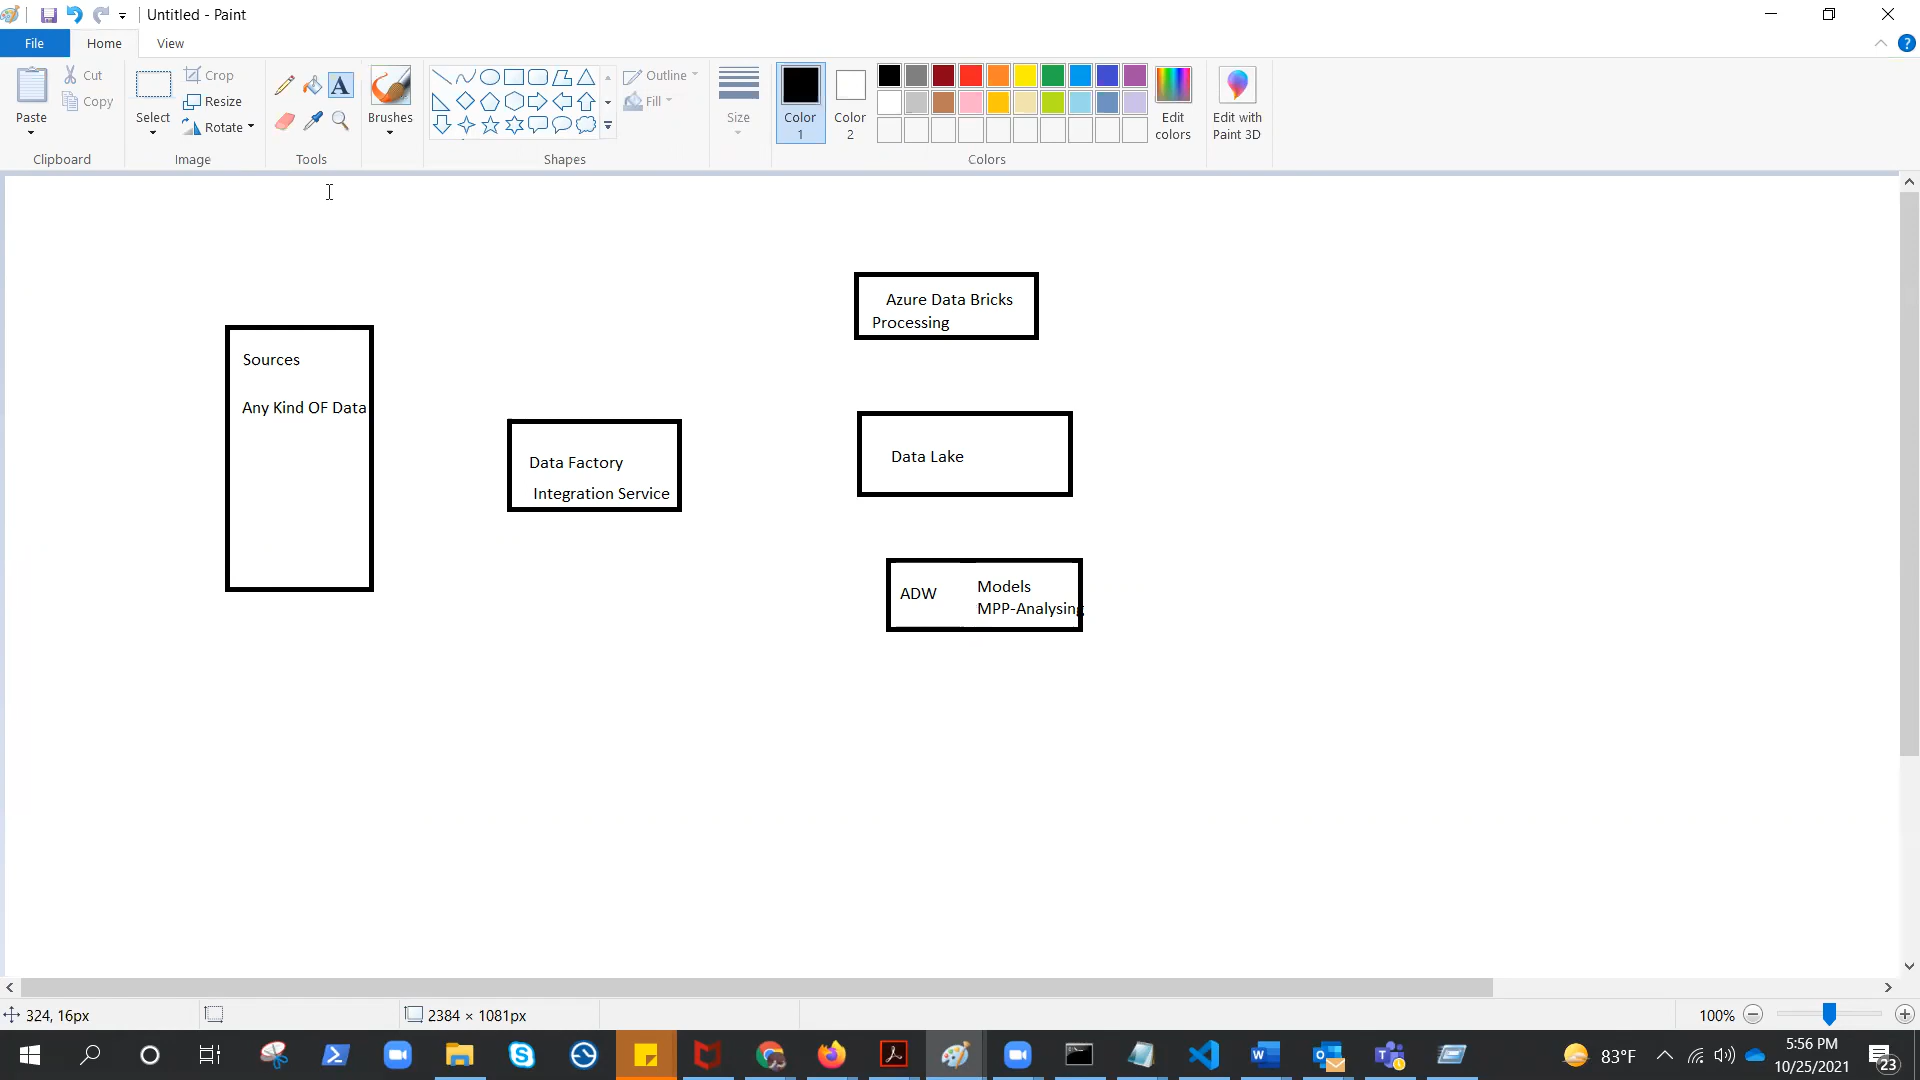 Untitled - Paint
File
Home
View
Paste
Cut
Copy
Clipboard
Select
Crop
Resize
Rotate
Image
A
Tools
Brushes
Shapes
Outline
Fill
Size
Color 1
Color 2
Colors
Edit colors
Edit with Paint 3D
?
Sources
Any Kind OF Data
Data Factory
Integration Service
Azure Data Bricks
Processing
Data Lake
ADW
Models
MPP-Analysing
324, 16px
2384 × 1081px
100%
83°F
5:56 PM
10/25/2021
23